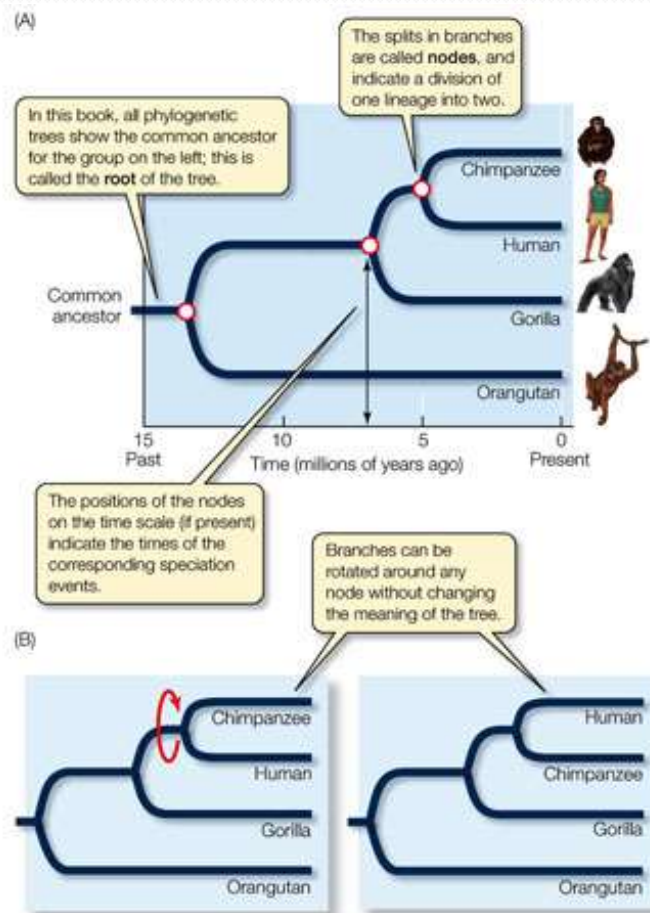 (A)
The splits in branches
are called nodes, and
indicate a division of
one lineage into two.
In this book, all phylogenetic
trees show the common ancestor
for the group on the left; this is
called the root of the tree.
Chimpanzee
Human
Common
ancestor
Gorilla
Orangutan
15
10
5
0
Past
Time (millions of years ago)
Present
The positions of the nodes
on the time scale (if present)
indicate the times of the
corresponding speciation
events.
Branches can be
rotated around any
node without changing
the meaning of the tree.
(B)
Chimpanzee
Human
Gorilla
Orangutan
Human
Chimpanzee
Gorilla
Orangutan